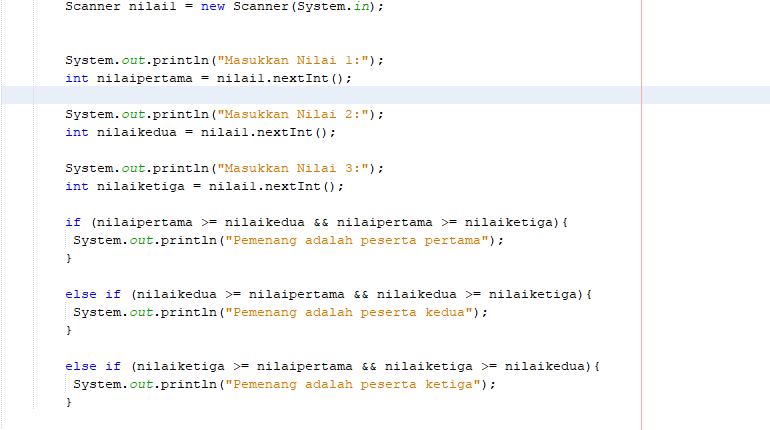 Scanner nilai1 = new Scanner(System.in);
System.out.println("Masukkan Nilai 1:");
int nilaipertama = nilai1.nextInt();
System.out.println("Masukkan Nilai 2:");
int nilaikedua = nilai1.nextInt();
System.out.println("Masukkan Nilai 3:");
int nilaiketiga = nilai1.nextInt();
if (nilaipertama >= nilaikedua && nilaipertama >= nilaiketiga){
System.out.println("Pemenang adalah peserta pertama");
}
else if (nilaikedua >= nilaipertama && nilaikedua >= nilaiketiga){
System.out.println("Pemenang adalah peserta kedua");
}
else if (nilaiketiga >= nilaipertama && nilaiketiga >= nilaikedua){
System.out.println("Pemenang adalah peserta ketiga");
}